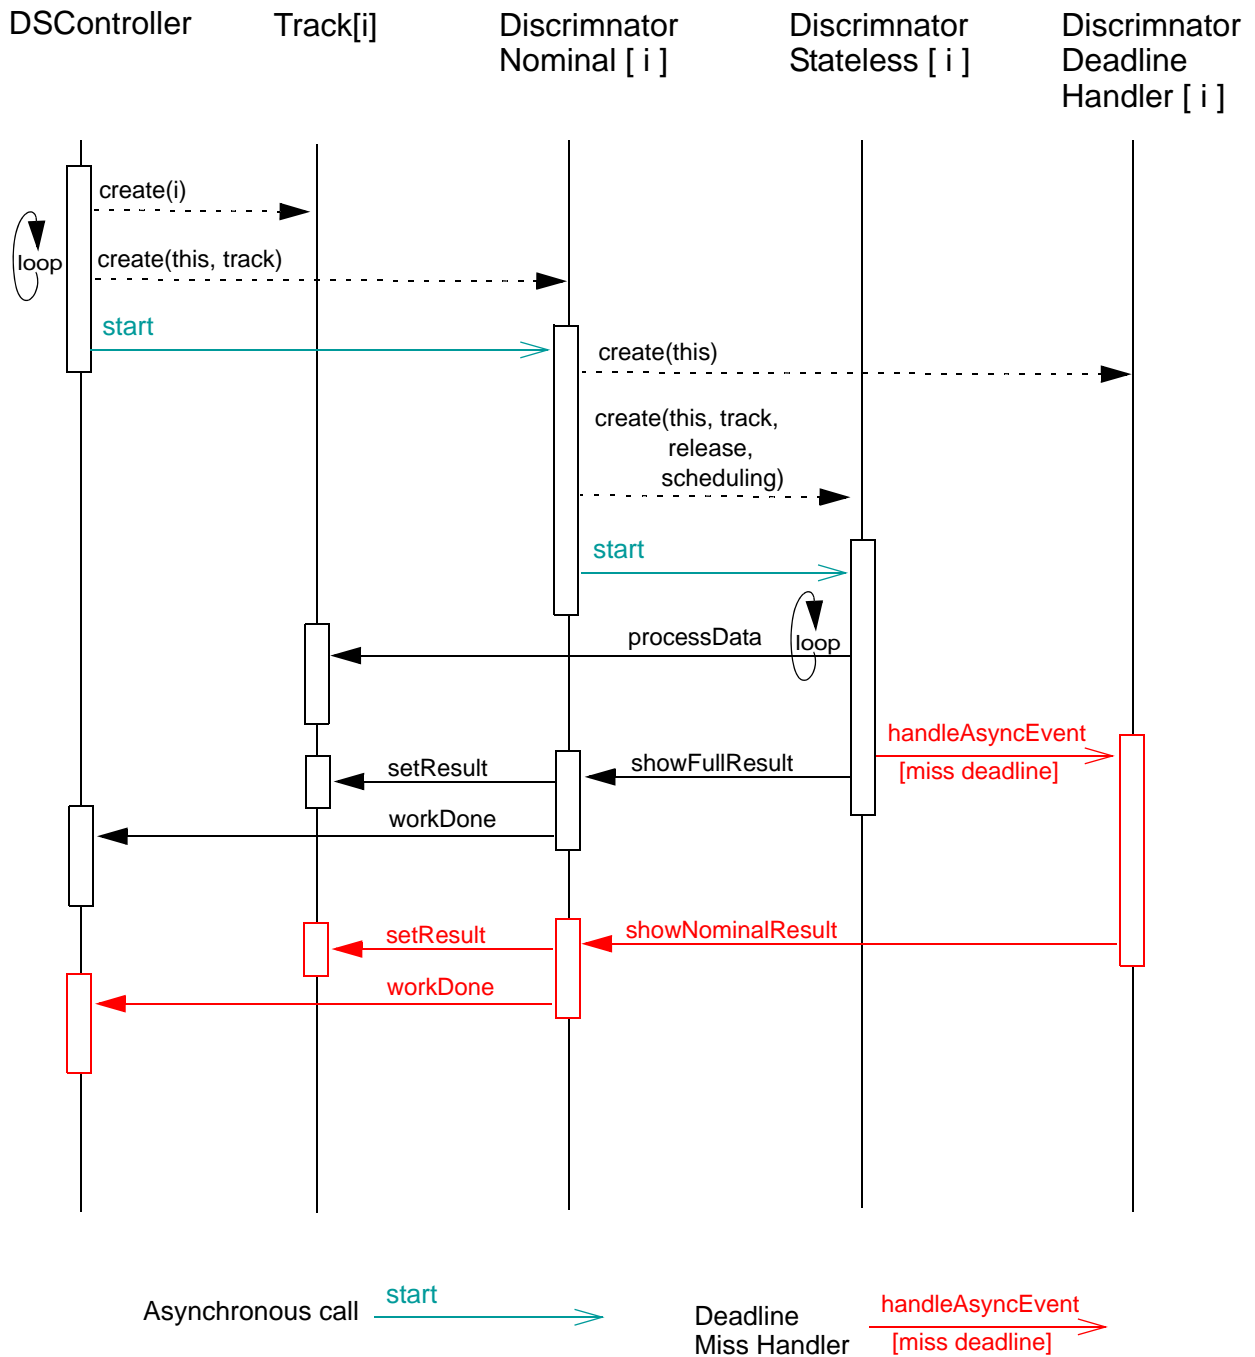 DSController
Track[i]
Discrimnator
Nominal [ i ]
Discrimnator
Stateless [ i ]
Discrimnator
Deadline
Handler [ i ]
create(i)
loop
create(this, track)
start
create(this)
create(this, track,
release,
scheduling)
start
processData
loop
handleAsyncEvent
[miss deadline]
setResult
showFullResult
workDone
setResult
showNominalResult
workDone
Asynchronous call
start
Deadline
Miss Handler
handleAsyncEvent
[miss deadline]